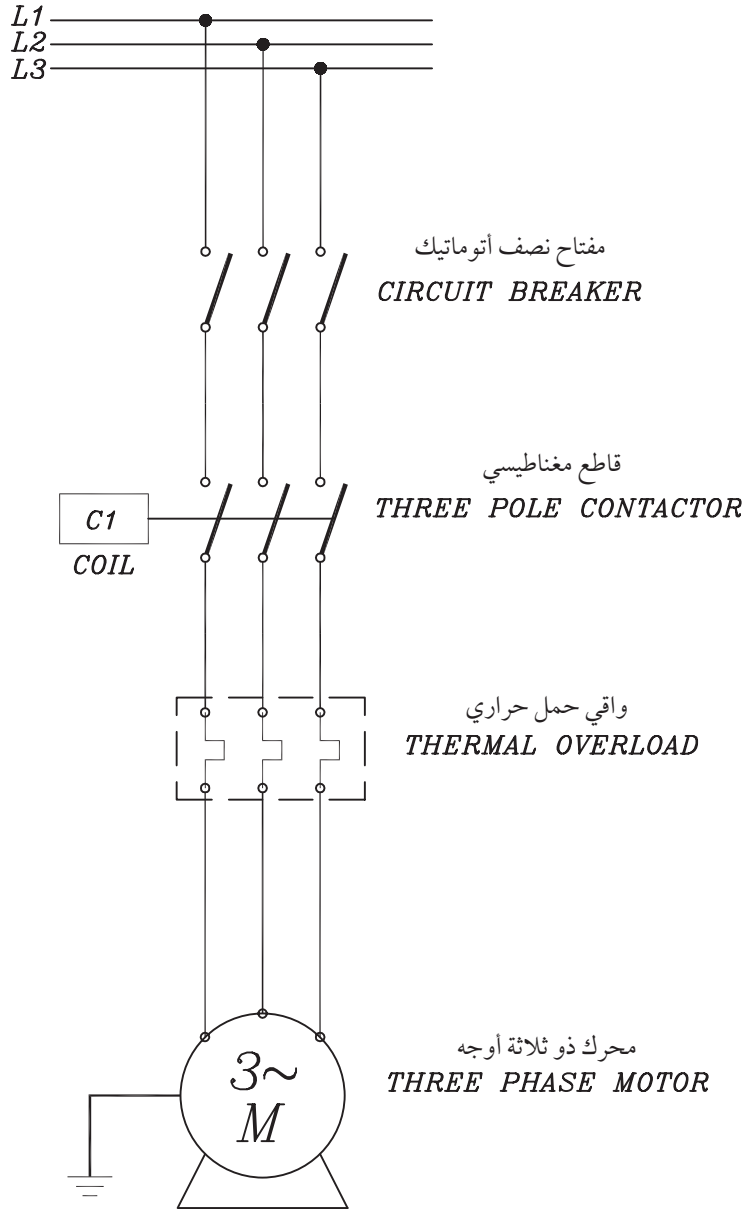 L1
L2
L3
مفتاح نصف أتوماتيك
CIRCUIT BREAKER
قاطع مغناطيسي
THREE POLE CONTACTOR
C1
COIL
واقي حمل حراري
THERMAL OVERLOAD
محرك ذو ثلاثة أوجه
THREE PHASE MOTOR
3~
M